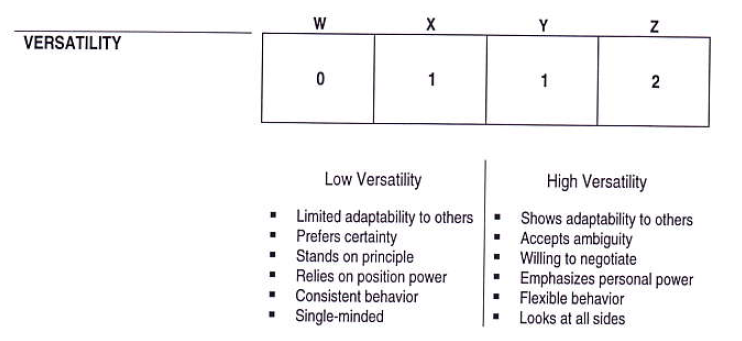 W X Y Z
VERSATILITY
0 1 1 2
Low Versatility High Versatility
▪ Limited adaptability to others ▪ Shows adaptability to others
▪ Prefers certainty ▪ Accepts ambiguity
▪ Stands on principle ▪ Willing to negotiate
▪ Relies on position power ▪ Emphasizes personal power
▪ Consistent behavior ▪ Flexible behavior
▪ Single-minded ▪ Looks at all sides